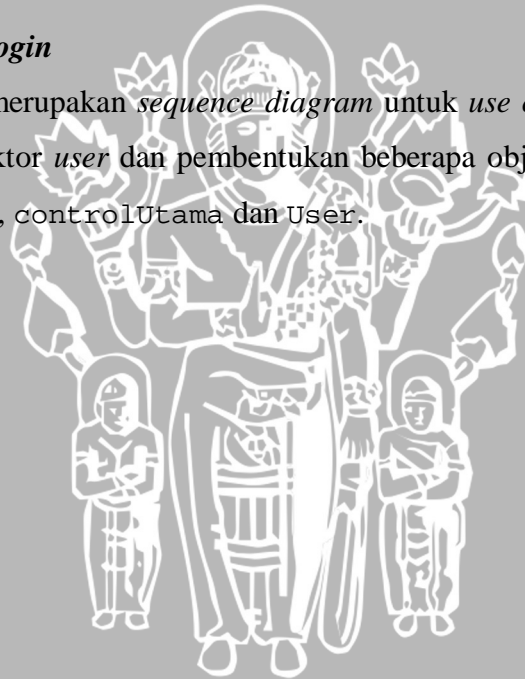 ogin
merupakan sequence diagram untuk use
ktor user dan pembentukan beberapa obj
, controlUtama dan User.